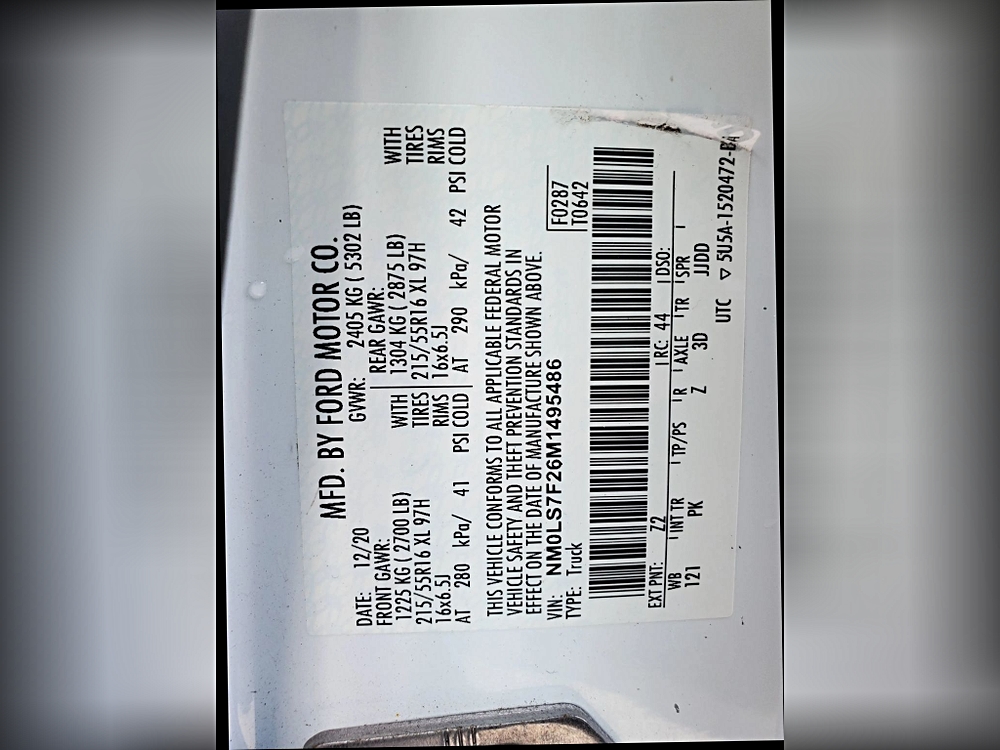 MFD. BY FORD MOTOR CO.
DATE: 12/20 GVWR: 2405 KG ( 5302 LB)
FRONT GAWR: REAR GAWR:
1225 KG ( 2700 LB) WITH 1304 KG ( 2875 LB) WITH
215/55R16 XL 97H TIRES 215/55R16 XL 97H TIRES
16x6.5J RIMS 16x6.5J RIMS
AT 280 kPa/ 41 PSI COLD AT 290 kPa/ 42 PSI COLD
THIS VEHICLE CONFORMS TO ALL APPLICABLE FEDERAL MOTOR
VEHICLE SAFETY AND THEFT PREVENTION STANDARDS IN
EFFECT ON THE DATE OF MANUFACTURE SHOWN ABOVE.
VIN: NM0LS7F26M1495486 F0287
TYPE: Truck T0642
EXT PNT: Z2 RC: 44 DSO:
WB INT TR TP/PS R AXLE TR SPR
121 PK Z 3D JJDD
UTC ▽ 5U5A-1520472-BA